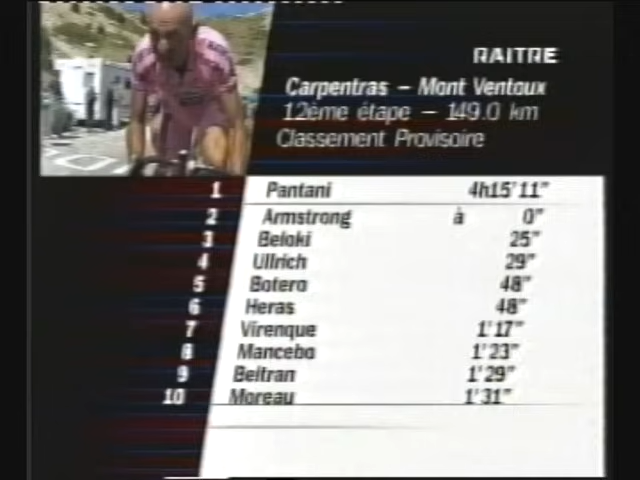 RAITRE
Carpentras – Mont Ventoux
12ème étape – 149.0 km
Classement Provisoire
1 Pantani 4h15'11"
2 Armstrong à 0"
3 Beloki 25"
4 Ullrich 29"
5 Botero 48"
6 Heras 48"
7 Virenque 1'17"
8 Mancebo 1'23"
9 Beltran 1'29"
10 Moreau 1'31"